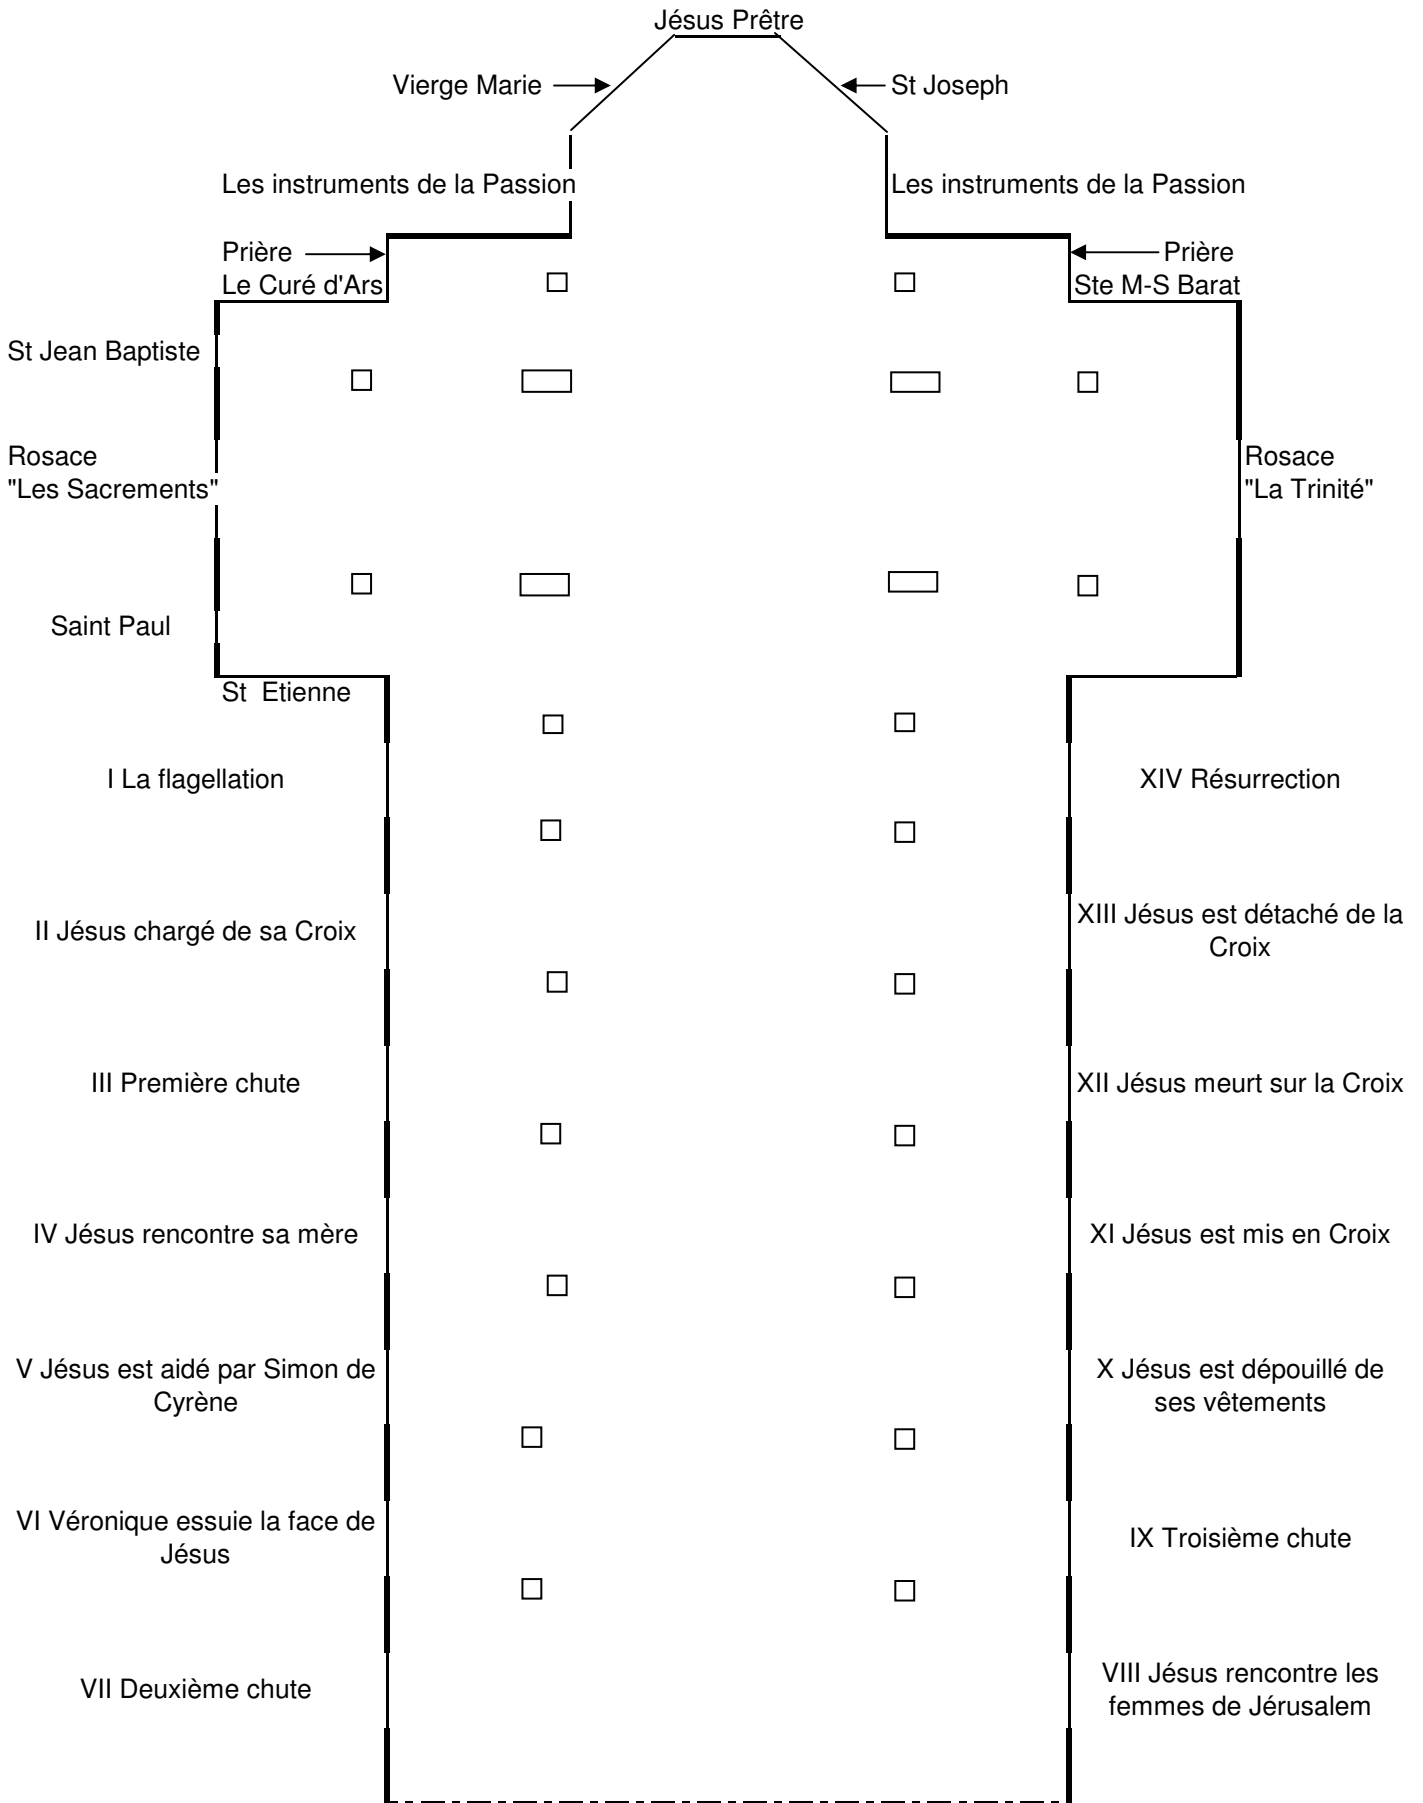 Jésus Prêtre
Vierge Marie
St Joseph
Les instruments de la Passion
Les instruments de la Passion
Prière
Le Curé d'Ars
Prière
Ste M-S Barat
St Jean Baptiste
Rosace
"Les Sacrements"
Rosace
"La Trinité"
Saint Paul
St  Etienne
I La flagellation
XIV Résurrection
II Jésus chargé de sa Croix
XIII Jésus est détaché de la
Croix
III Première chute
XII Jésus meurt sur la Croix
IV Jésus rencontre sa mère
XI Jésus est mis en Croix
V Jésus est aidé par Simon de
Cyrène
X Jésus est dépouillé de
ses vêtements
VI Véronique essuie la face de
Jésus
IX Troisième chute
VII Deuxième chute
VIII Jésus rencontre les
femmes de Jérusalem